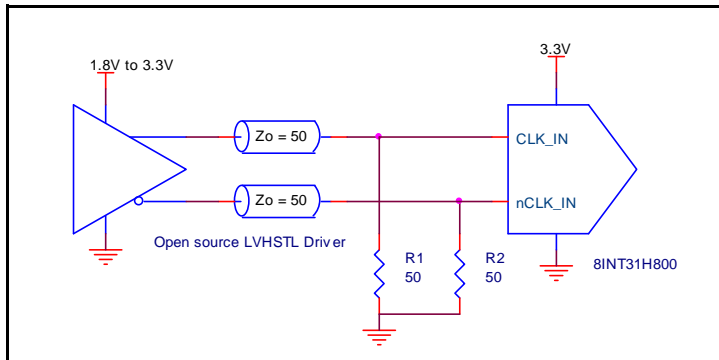 1.8V to 3.3V
3.3V
Zo = 50
CLK_IN
Zo = 50
nCLK_IN
Open source LVHSTL Driver
R1
50
R2
50
8INT31H800